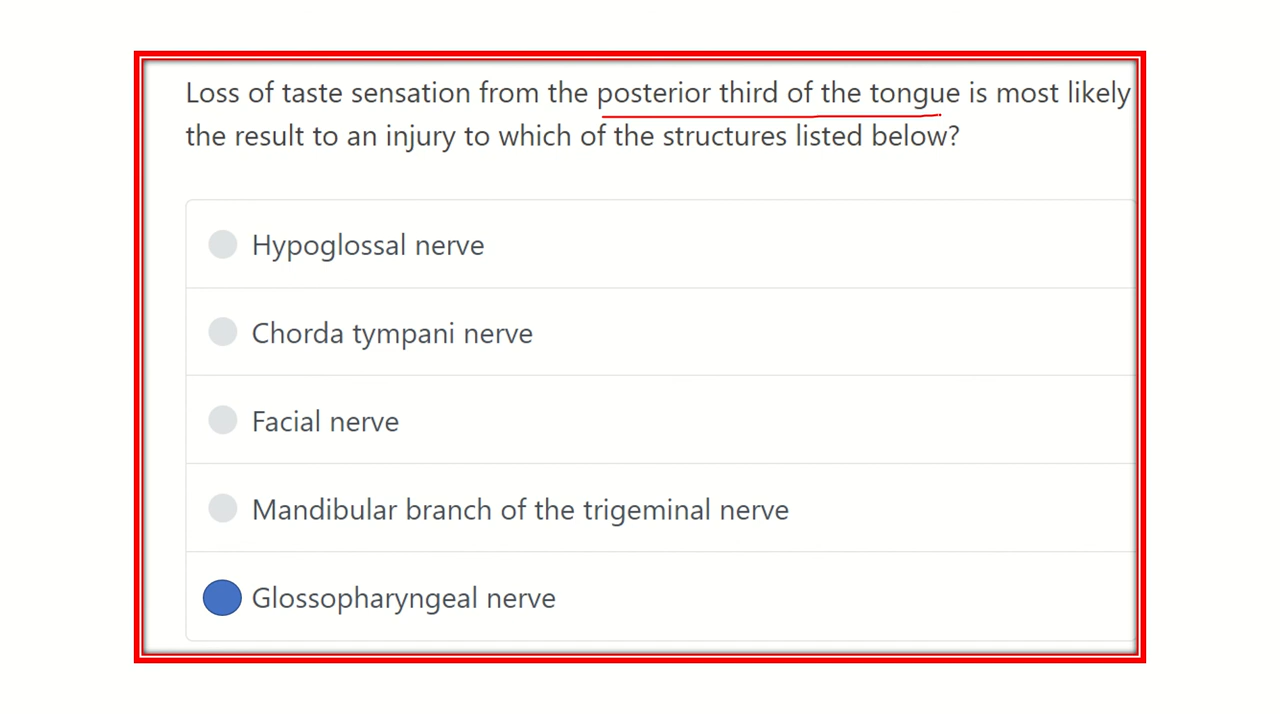 Loss of taste sensation from the posterior third of the tongue is most likely
the result to an injury to which of the structures listed below?
Hypoglossal nerve
Chorda tympani nerve
Facial nerve
Mandibular branch of the trigeminal nerve
Glossopharyngeal nerve